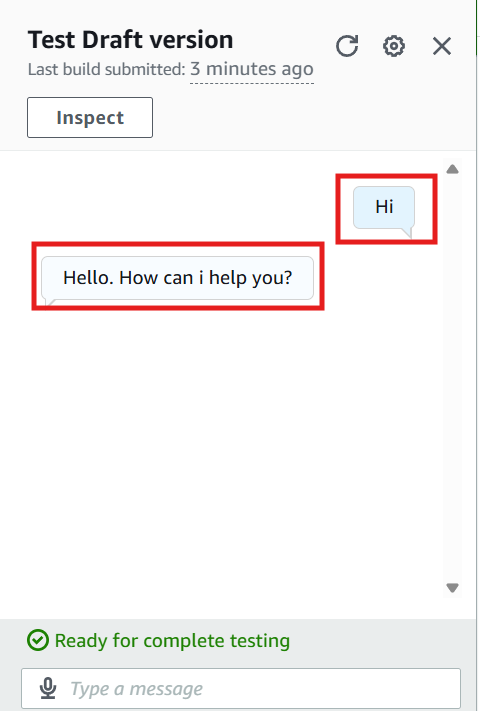 Test Draft version
Last build submitted: 3 minutes ago
Inspect
Hi
Hello. How can i help you?
Ready for complete testing
Type a message